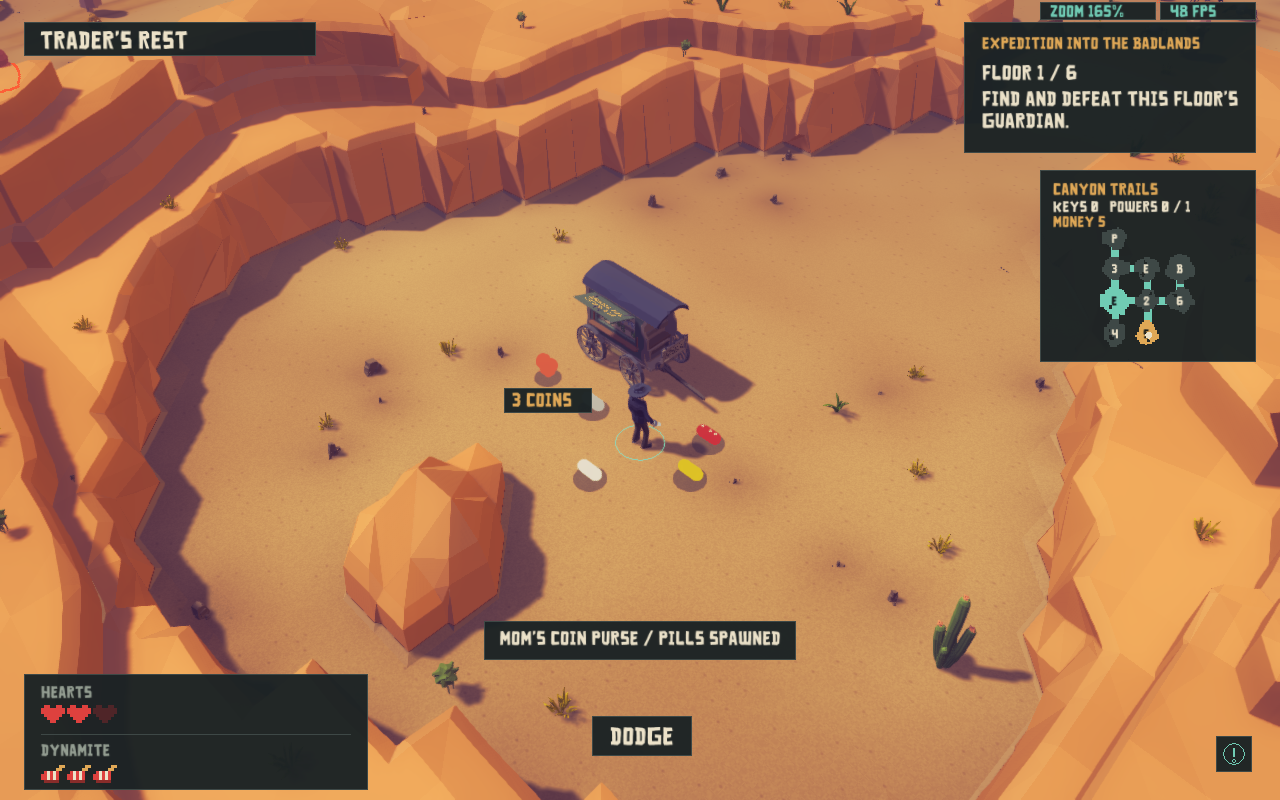 TRADER'S REST
ZOOM 165%
48 FPS
EXPEDITION INTO THE BADLANDS
FLOOR 1 / 6
FIND AND DEFEAT THIS FLOOR'S
GUARDIAN.
CANYON TRAILS
KEYS 0 POWERS 0 / 1
MONEY 5
P
3 E B
E 2 6
4
3 COINS
MOM'S COIN PURSE / PILLS SPAWNED
DODGE
HEARTS
DYNAMITE